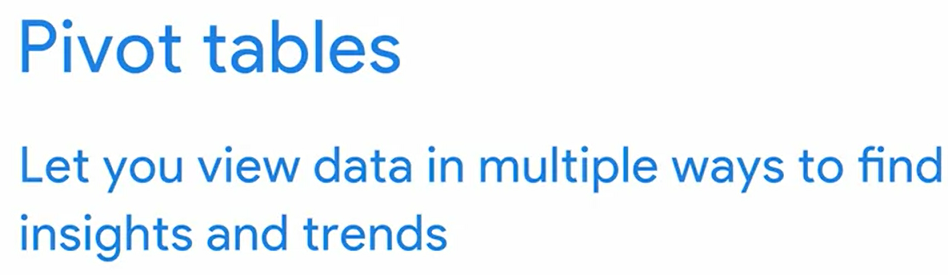 Pivot tables
Let you view data in multiple ways to find
insights and trends